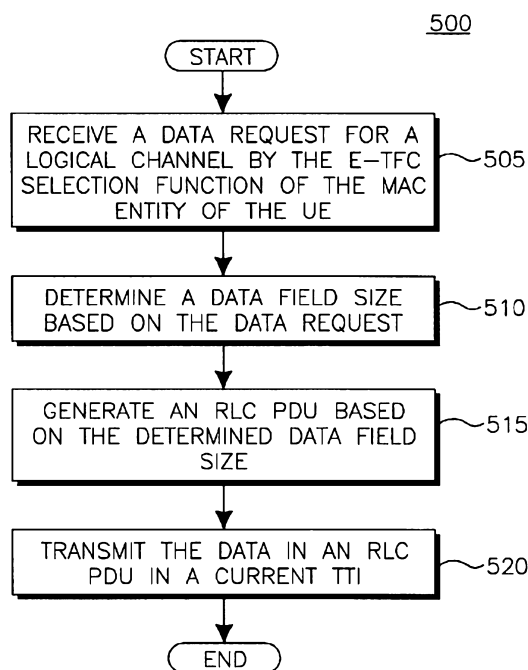 500
START
RECEIVE A DATA REQUEST FOR A
LOGICAL CHANNEL BY THE E-TFC
SELECTION FUNCTION OF THE MAC
ENTITY OF THE UE
505
DETERMINE A DATA FIELD SIZE
BASED ON THE DATA REQUEST
510
GENERATE AN RLC PDU BASED
ON THE DETERMINED DATA FIELD
SIZE
515
TRANSMIT THE DATA IN AN RLC
PDU IN A CURRENT TTI
520
END